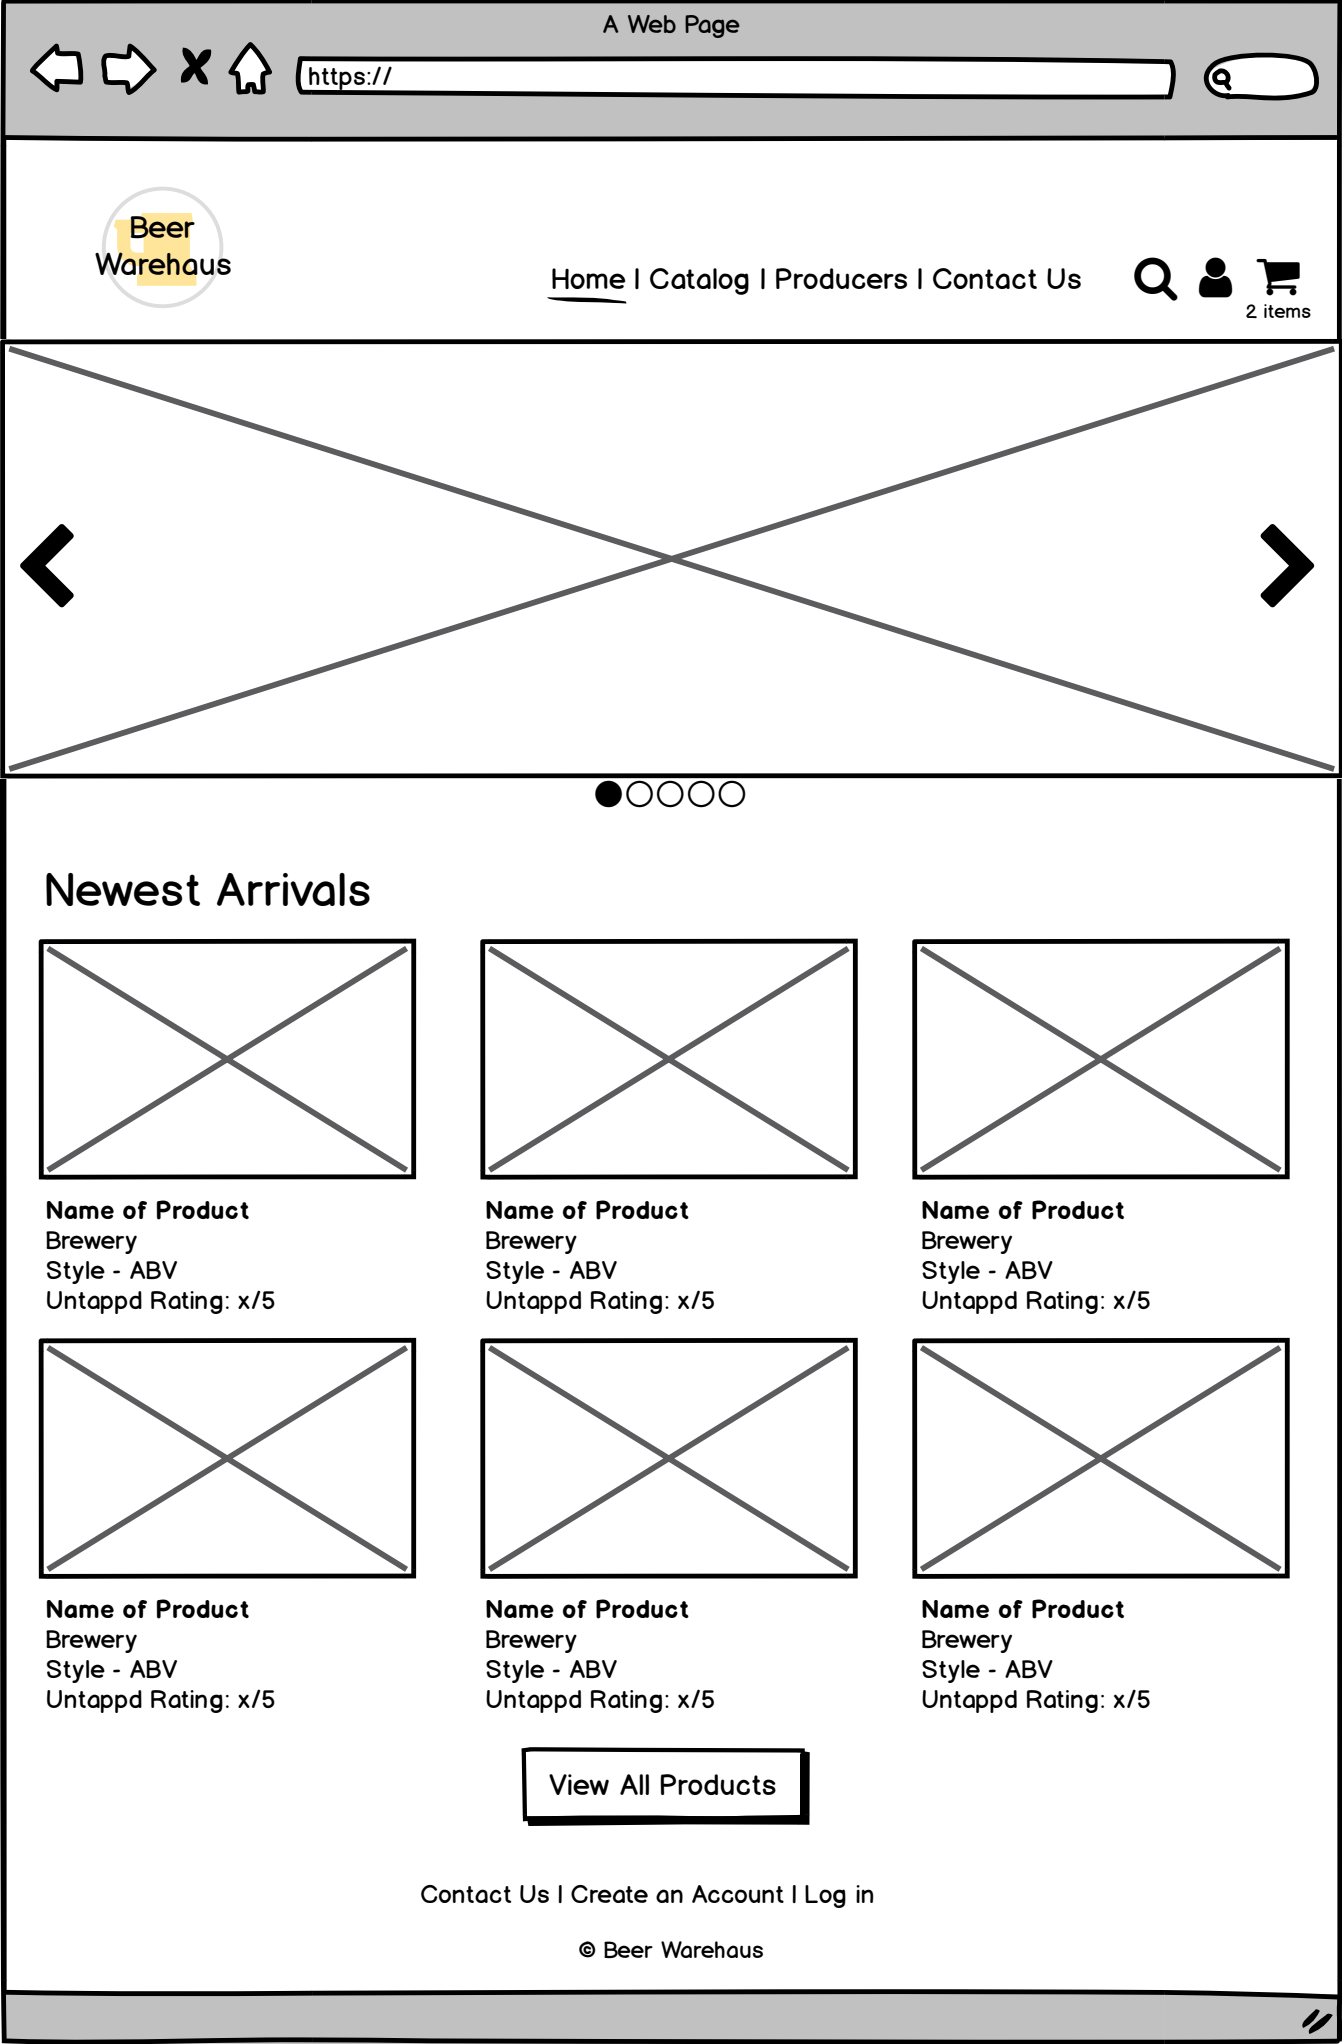 A Web Page
https://
Beer
Warehaus
Home | Catalog | Producers | Contact Us
2 items
Newest Arrivals
Name of Product
Brewery
Style - ABV
Untappd Rating: x/5
Name of Product
Brewery
Style - ABV
Untappd Rating: x/5
Name of Product
Brewery
Style - ABV
Untappd Rating: x/5
Name of Product
Brewery
Style - ABV
Untappd Rating: x/5
Name of Product
Brewery
Style - ABV
Untappd Rating: x/5
Name of Product
Brewery
Style - ABV
Untappd Rating: x/5
View All Products
Contact Us | Create an Account | Log in
© Beer Warehaus